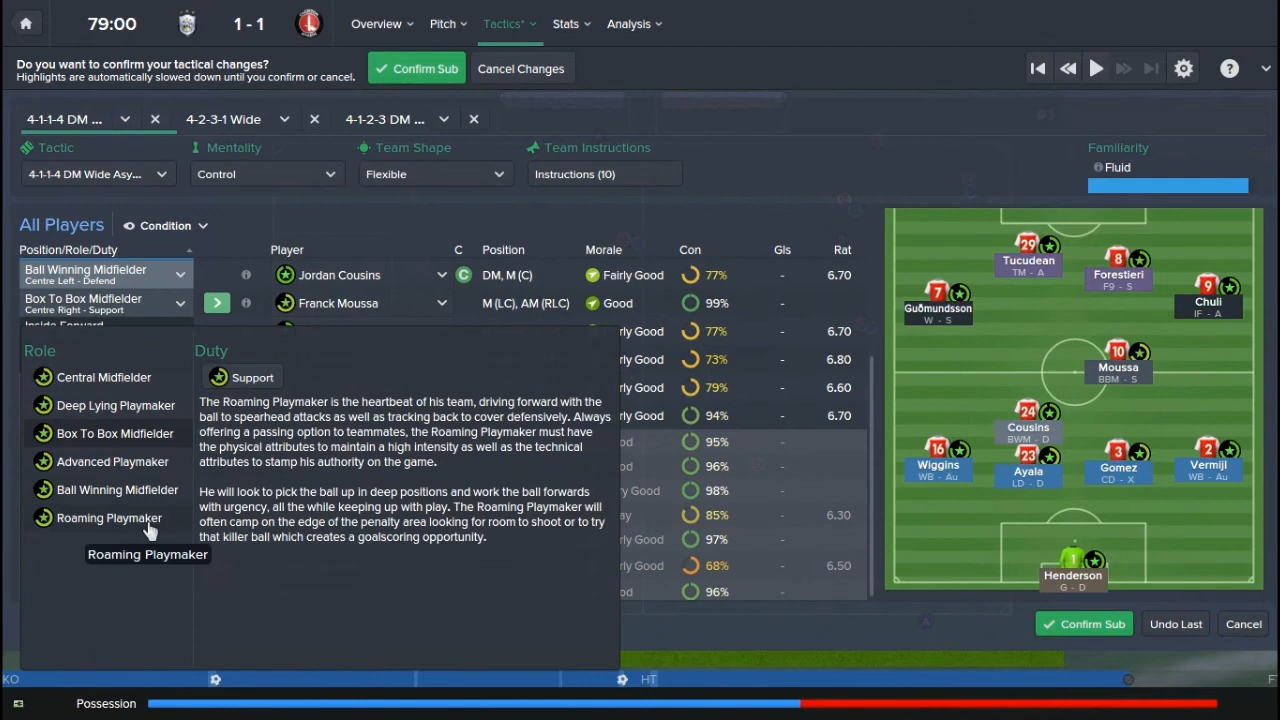 79:00
1 - 1
Overview
Pitch
Tactics*
Stats
Analysis
Do you want to confirm your tactical changes?
Highlights are automatically slowed down until you confirm or cancel.
Confirm Sub
Cancel Changes
?
4-1-1-4 DM ...
4-2-3-1 Wide
4-1-2-3 DM ...
Tactic
Mentality
Team Shape
Team Instructions
Familiarity
4-1-1-4 DM Wide Asy...
Control
Flexible
Instructions (10)
Fluid
All Players
Condition
Position/Role/Duty
Player
C
Position
Morale
Con
Gls
Rat
Ball Winning Midfielder
Centre Left - Defend
Jordan Cousins
C
DM, M (C)
Fairly Good
77%
-
6.70
Box To Box Midfielder
Centre Right - Support
Franck Moussa
M (LC), AM (RLC)
Good
99%
-
Inside Forward
77%
-
6.70
73%
-
6.80
79%
-
6.60
94%
-
6.70
95%
-
96%
-
98%
-
85%
-
6.30
97%
-
68%
-
6.50
96%
-
Role
Central Midfielder
Deep Lying Playmaker
Box To Box Midfielder
Advanced Playmaker
Ball Winning Midfielder
Roaming Playmaker
Roaming Playmaker
Duty
Support
The Roaming Playmaker is the heartbeat of his team, driving forward with the
ball to spearhead attacks as well as tracking back to cover defensively. Always
offering a passing option to teammates, the Roaming Playmaker must have
the physical attributes to maintain a high intensity as well as the technical
attributes to stamp his authority on the game.
He will look to pick the ball up in deep positions and work the ball forwards
with urgency, all the while keeping up with play. The Roaming Playmaker will
often camp on the edge of the penalty area looking for room to shoot or to try
that killer ball which creates a goalscoring opportunity.
29
Tucudean
TM - A
8
Forestieri
F9 - S
7
Guðmundsson
W - S
9
Chuli
IF - A
10
Moussa
BBM - S
24
Cousins
BWM - D
16
Wiggins
WB - Au
23
Ayala
LD - D
3
Gomez
CD - X
2
Vermijl
WB - Au
1
Henderson
G - D
Confirm Sub
Undo Last
Cancel
KO
HT
F
Possession